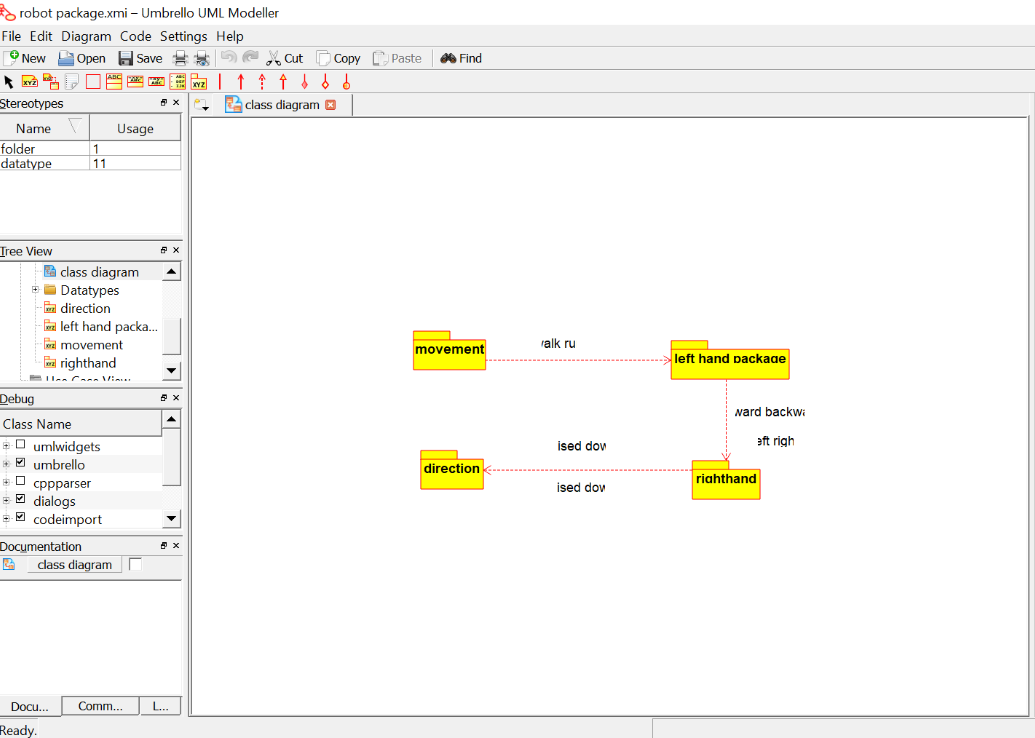 robot package.xmi – Umbrello UML Modeller
File Edit Diagram Code Settings Help
New Open Save Cut Copy Paste Find
Stereotypes
class diagram
Name Usage
folder 1
datatype 11
Tree View
class diagram
Datatypes
direction
left hand packa...
movement
righthand
Use Case View
Debug
Class Name
umlwidgets
umbrello
cppparser
dialogs
codeimport
Documentation
class diagram
Docu... Comm... L...
Ready.
movement
alk ru
left hand package
ward backwa
eft righ
ised dow
direction
righthand
ised dow